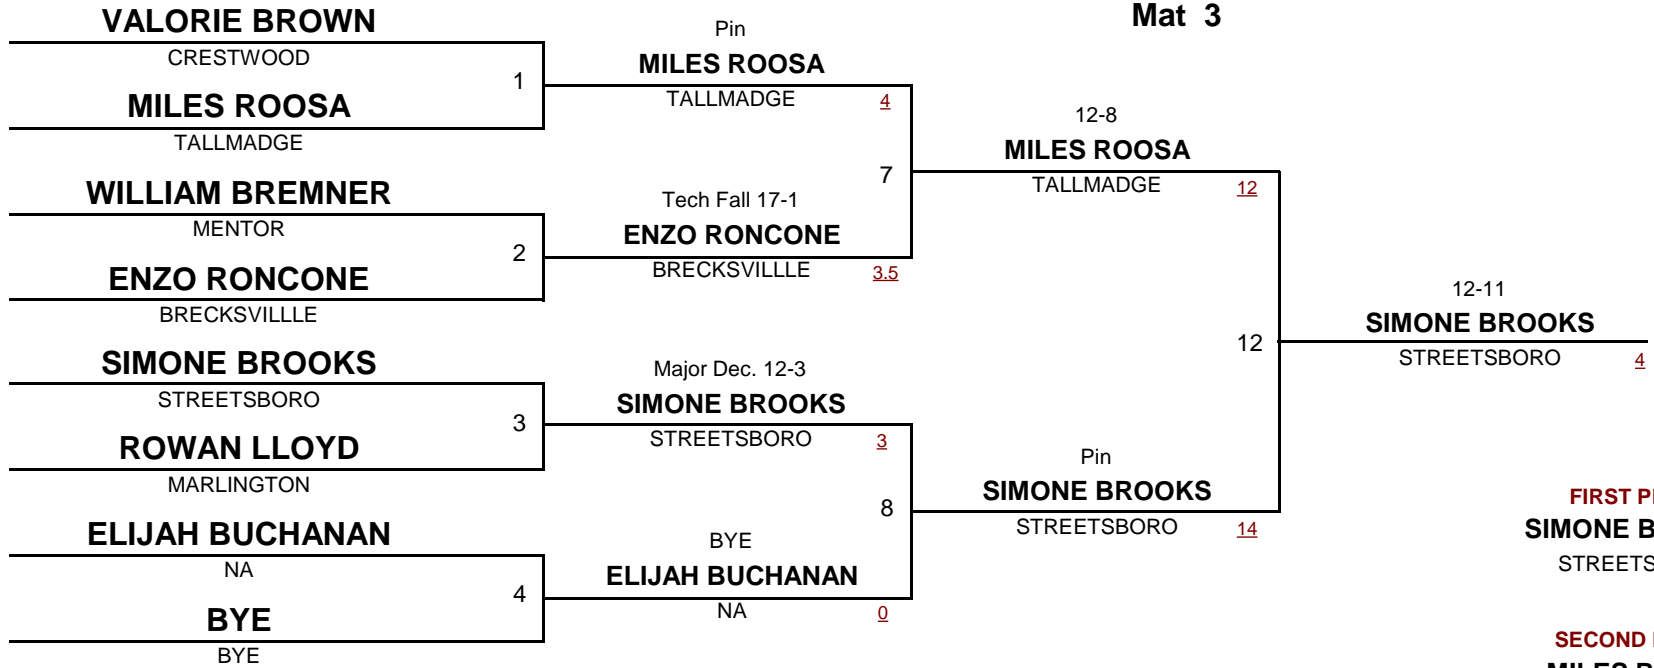 Mat 3
VALORIE BROWN
CRESTWOOD
1
MILES ROOSA
TALLMADGE
WILLIAM BREMNER
MENTOR
2
ENZO RONCONE
BRECKSVILLLE
SIMONE BROOKS
STREETSBORO
3
ROWAN LLOYD
MARLINGTON
ELIJAH BUCHANAN
NA
4
BYE
BYE
Pin
MILES ROOSA
TALLMADGE 4
7
Tech Fall 17-1
ENZO RONCONE
BRECKSVILLLE 3.5
Major Dec. 12-3
SIMONE BROOKS
STREETSBORO 3
8
BYE
ELIJAH BUCHANAN
NA 0
12-8
MILES ROOSA
TALLMADGE 12
12
Pin
SIMONE BROOKS
STREETSBORO 14
12-11
SIMONE BROOKS
STREETSBORO 4
FIRST
SIMONE
SECOND